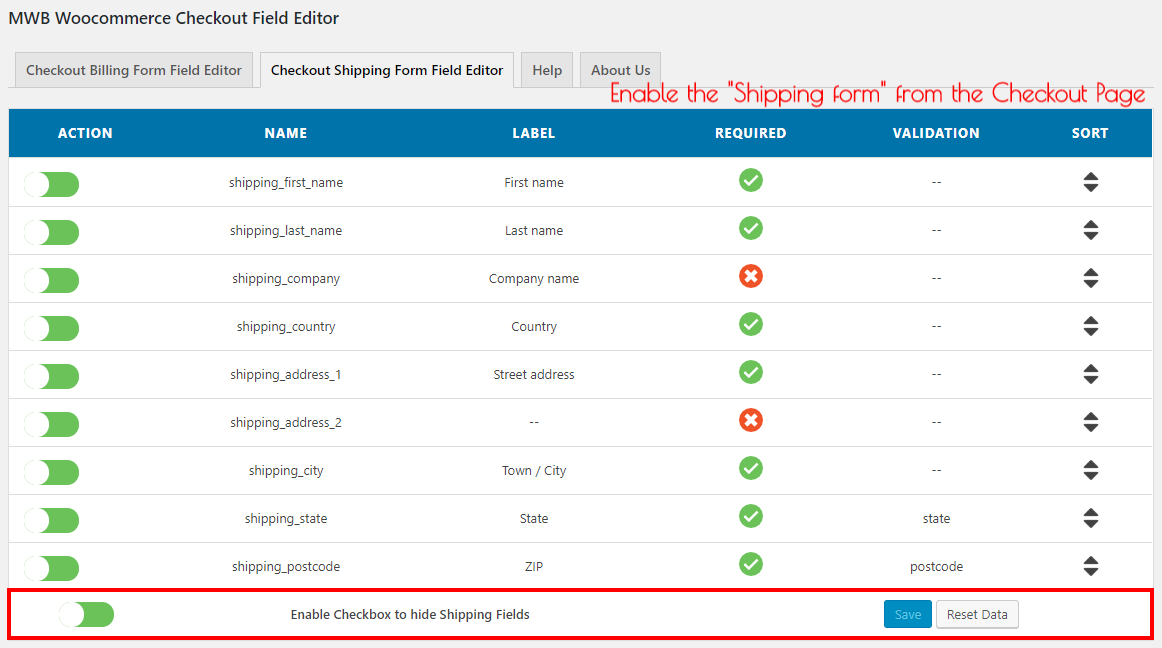 MWB Woocommerce Checkout Field Editor
Checkout Billing Form Field Editor Checkout Shipping Form Field Editor Help About Us
Enable the "Shipping form" from the Checkout Page
ACTION NAME LABEL REQUIRED VALIDATION SORT
shipping_first_name First name --
shipping_last_name Last name --
shipping_company Company name --
shipping_country Country --
shipping_address_1 Street address --
shipping_address_2 -- --
shipping_city Town / City --
shipping_state State state
shipping_postcode ZIP postcode
Enable Checkbox to hide Shipping Fields Save Reset Data